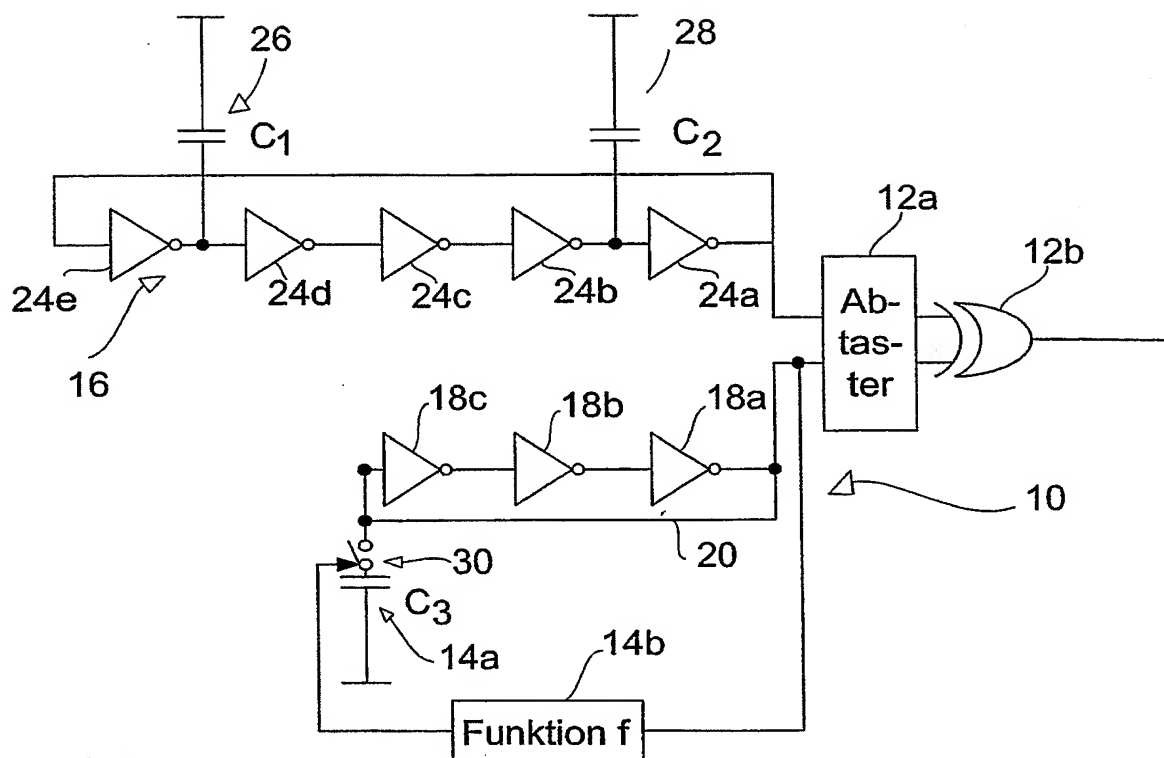 26
28
C1
C2
12a
12b
24e
24d
24c
24b
24a
Ab-
tas-
ter
16
18c
18b
18a
10
20
30
C3
14a
14b
Funktion f